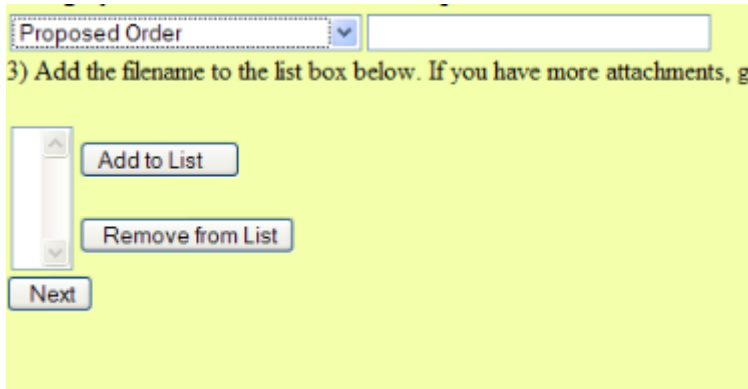 Proposed Order
3) Add the filename to the list box below. If you have more attachments, g
Add to List
Remove from List
Next